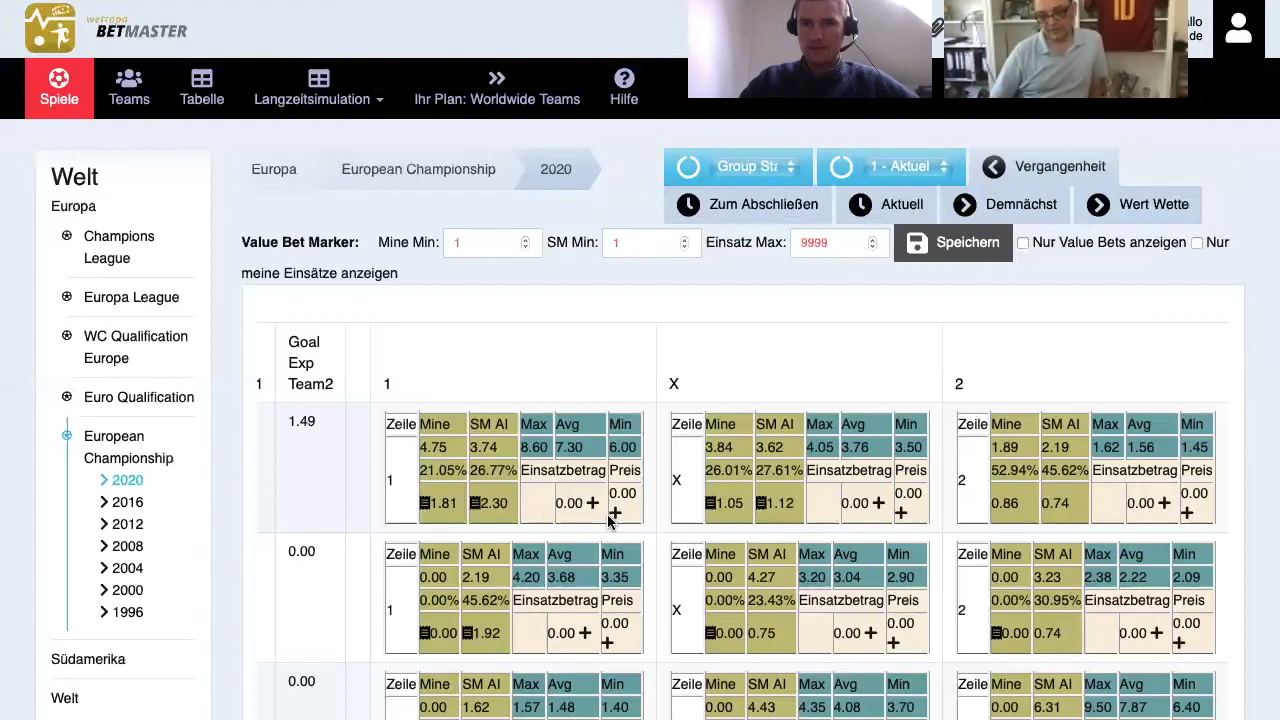 wettopa
BETMASTER
10
allo
de
Spiele
Teams
Tabelle
Langzeitsimulation
Ihr Plan: Worldwide Teams
Hilfe
Welt
Europa
Champions
League
Europa League
WC Qualification
Europe
Euro Qualification
European
Championship
2020
2016
2012
2008
2004
2000
1996
Südamerika
Welt
Europa
European Championship
2020
Group Sta
1 - Aktuel
Vergangenheit
Zum Abschließen
Aktuell
Demnächst
Wert Wette
Value Bet Marker: Mine Min: 1 SM Min: 1 Einsatz Max: 9999 Speichern Nur Value Bets anzeigen Nur
meine Einsätze anzeigen
1 Goal Exp Team2 1 X 2
1.49
Zeile Mine SM AI Max Avg Min Zeile Mine SM AI Max Avg Min Zeile Mine SM AI Max Avg Min
4.75 3.74 8.60 7.30 6.00 3.84 3.62 4.05 3.76 3.50 1.89 2.19 1.62 1.56 1.45
1 21.05% 26.77% Einsatzbetrag Preis X 26.01% 27.61% Einsatzbetrag Preis 2 52.94% 45.62% Einsatzbetrag Preis
1.81 2.30 0.00 0.00 1.05 1.12 0.00 0.00 0.86 0.74 0.00 0.00
0.00
Zeile Mine SM AI Max Avg Min Zeile Mine SM AI Max Avg Min Zeile Mine SM AI Max Avg Min
0.00 2.19 4.20 3.68 3.35 0.00 4.27 3.20 3.04 2.90 0.00 3.23 2.38 2.22 2.09
1 0.00% 45.62% Einsatzbetrag Preis X 0.00% 23.43% Einsatzbetrag Preis 2 0.00% 30.95% Einsatzbetrag Preis
0.00 1.92 0.00 0.00 0.00 0.75 0.00 0.00 0.00 0.74 0.00 0.00
0.00
Zeile Mine SM AI Max Avg Min Zeile Mine SM AI Max Avg Min Zeile Mine SM AI Max Avg Min
0.00 1.62 1.57 1.48 1.40 0.00 4.43 4.35 4.08 3.70 0.00 6.31 9.50 7.87 6.40